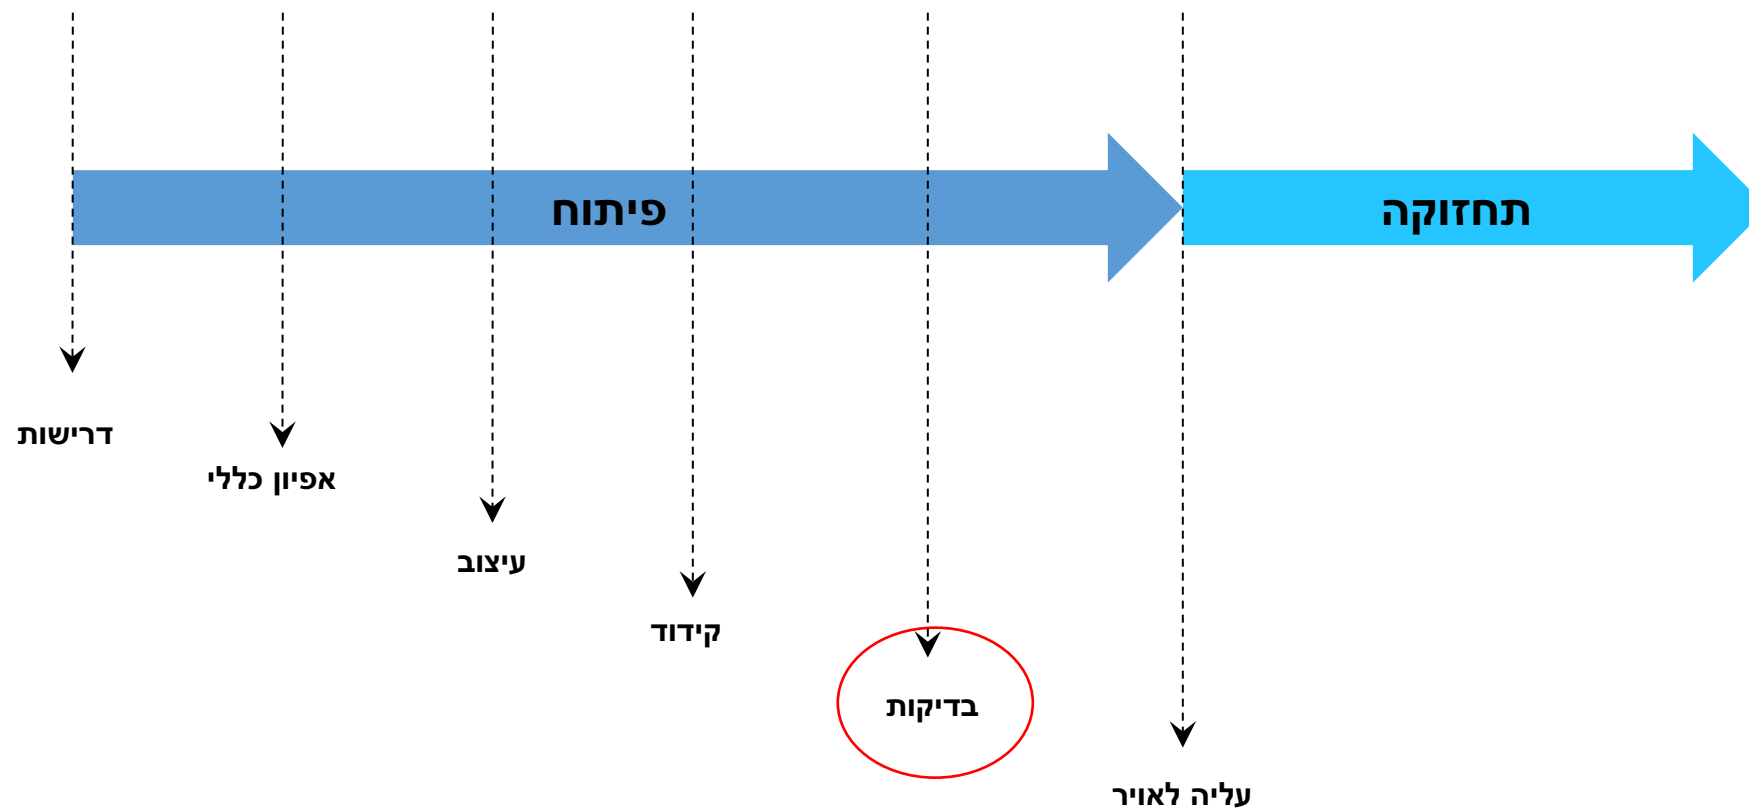 פיתוח
תחזוקה
דרישות
אפיון כללי
עיצוב
קידוד
בדיקות
עליה לאויר